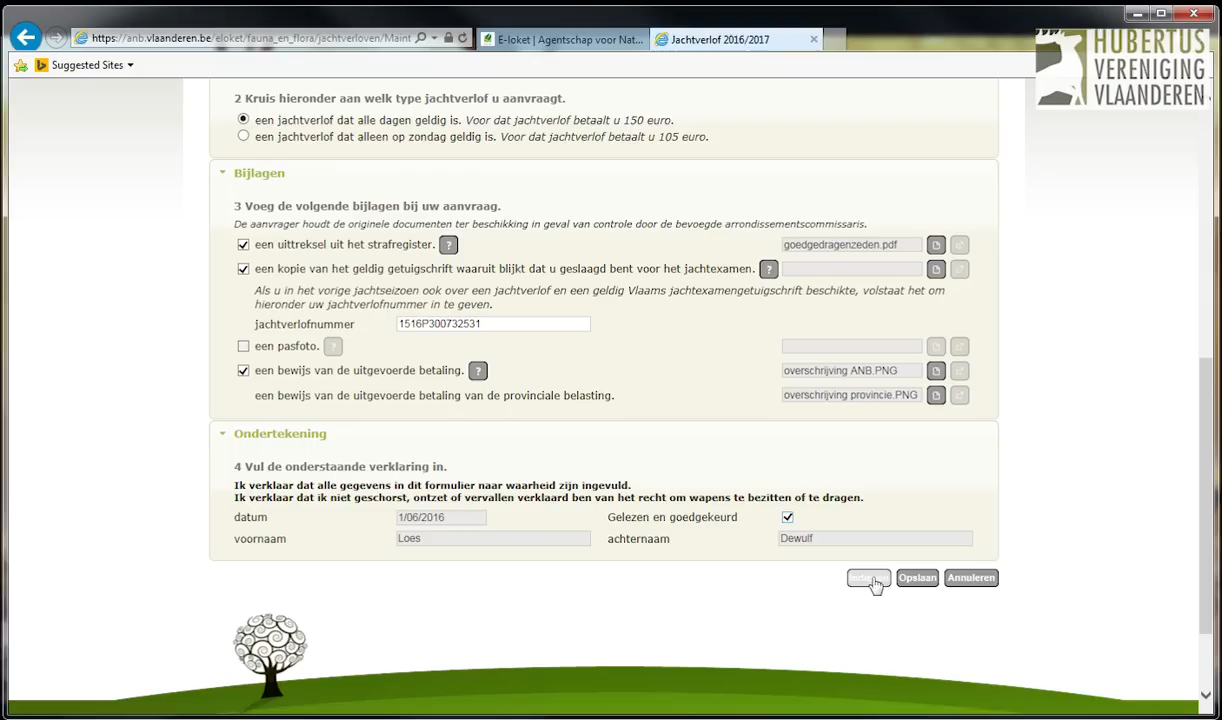 https://anb.vlaanderen.be/eloket/fauna_en_flora/jachtverloven/Maint
E-loket | Agentschap voor Nat...
Jachtverlof 2016/2017
HUBERTUS
VERENIGING
VLAANDEREN
Suggested Sites
2 Kruis hieronder aan welk type jachtverlof u aanvraagt.
een jachtverlof dat alle dagen geldig is. Voor dat jachtverlof betaalt u 150 euro.
een jachtverlof dat alleen op zondag geldig is. Voor dat jachtverlof betaalt u 105 euro.
Bijlagen
3 Voeg de volgende bijlagen bij uw aanvraag.
De aanvrager houdt de originele documenten ter beschikking in geval van controle door de bevoegde arrondissementscommissaris.
een uittreksel uit het strafregister. ? goedgedragenzeden.pdf
een kopie van het geldig getuigschrift waaruit blijkt dat u geslaagd bent voor het jachtexamen. ?
Als u in het vorige jachtseizoen ook over een jachtverlof en een geldig Vlaams jachtexamengetuigschrift beschikte, volstaat het om
hieronder uw jachtverlofnummer in te geven.
jachtverlofnummer 1516P300732531
een pasfoto. ?
een bewijs van de uitgevoerde betaling. ? overschrijving ANB.PNG
een bewijs van de uitgevoerde betaling van de provinciale belasting. overschrijving provincie.PNG
Ondertekening
4 Vul de onderstaande verklaring in.
Ik verklaar dat alle gegevens in dit formulier naar waarheid zijn ingevuld.
Ik verklaar dat ik niet geschorst, ontzet of vervallen verklaard ben van het recht om wapens te bezitten of te dragen.
datum 1/06/2016 Gelezen en goedgekeurd
voornaam Loes achternaam Dewulf
Opslaan Annuleren